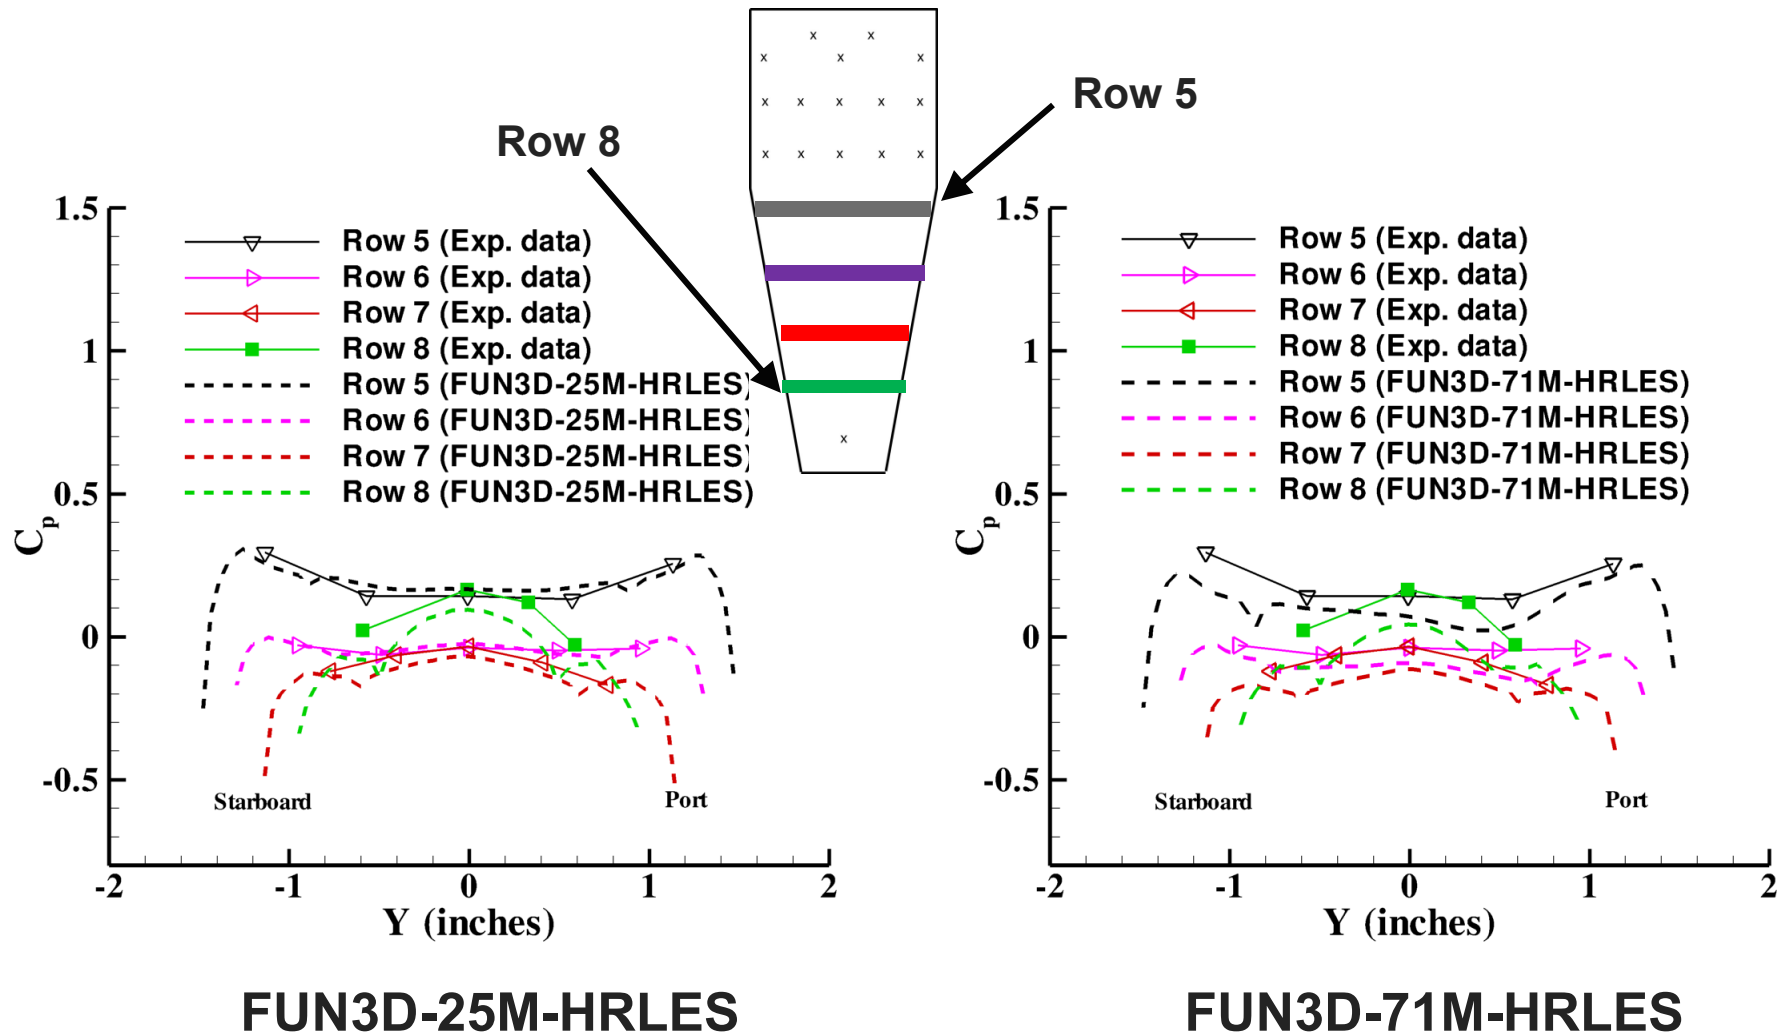 Row 5
Row 8
1.5
1
0.5
0
-0.5
Cp
Row 5 (Exp. data)
Row 6 (Exp. data)
Row 7 (Exp. data)
Row 8 (Exp. data)
Row 5 (FUN3D-25M-HRLES)
Row 6 (FUN3D-25M-HRLES)
Row 7 (FUN3D-25M-HRLES)
Row 8 (FUN3D-25M-HRLES)
Starboard
Port
-2 -1 0 1 2
Y (inches)
x x
x x x
x x x x x
x x x x x
x
1.5
1
0.5
0
-0.5
Cp
Row 5 (Exp. data)
Row 6 (Exp. data)
Row 7 (Exp. data)
Row 8 (Exp. data)
Row 5 (FUN3D-71M-HRLES)
Row 6 (FUN3D-71M-HRLES)
Row 7 (FUN3D-71M-HRLES)
Row 8 (FUN3D-71M-HRLES)
Starboard
Port
-2 -1 0 1 2
Y (inches)
FUN3D-25M-HRLES
FUN3D-71M-HRLES